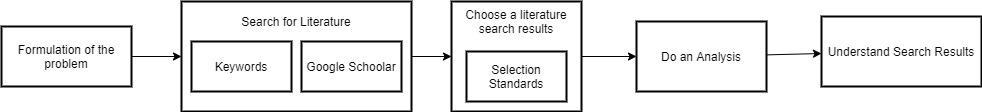 Formulation of the
problem
Search for Literature
Keywords
Google Schoolar
Choose a literature
search results
Selection
Standards
Do an Analysis
Understand Search Results